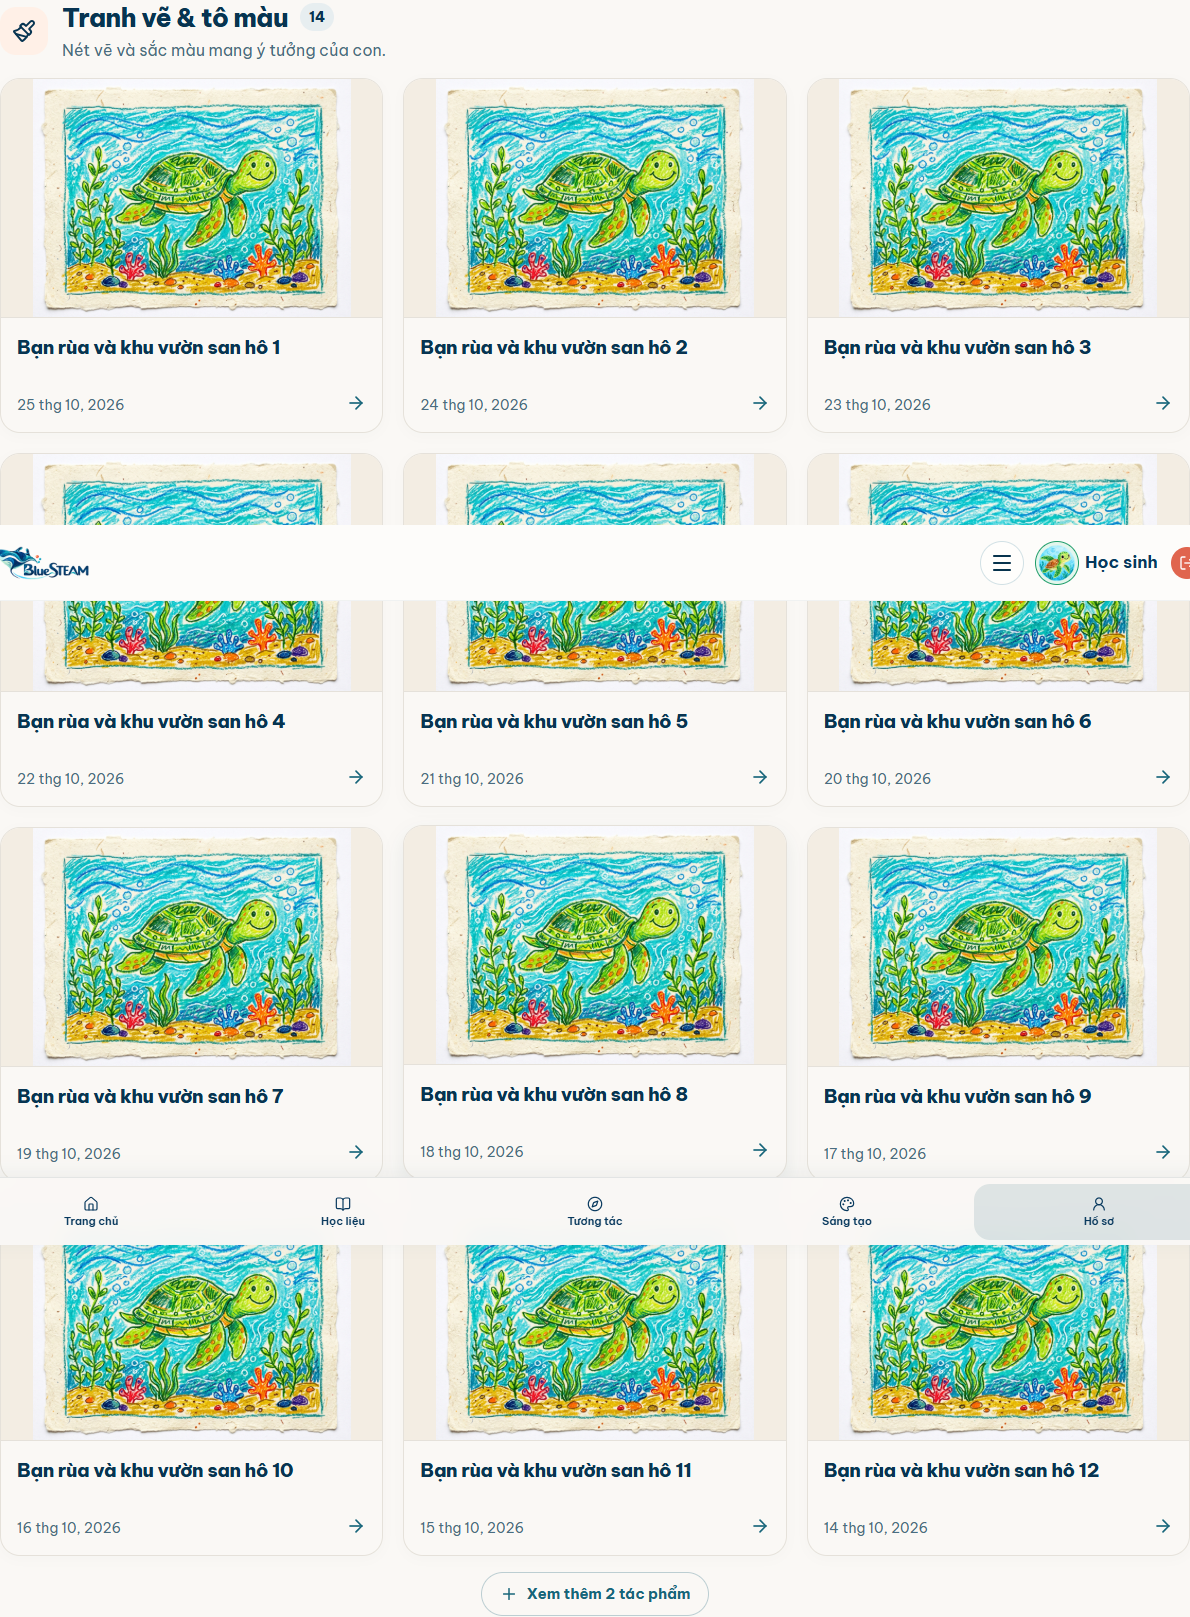 Tranh vẽ & tô màu 14
Nét vẽ và sắc màu mang ý tưởng của con.
Bạn rùa và khu vườn san hô 1
Bạn rùa và khu vườn san hô 2
Bạn rùa và khu vườn san hô 3
25 thg 10, 2026
24 thg 10, 2026
23 thg 10, 2026
BlueSTEAM
Học sinh
Bạn rùa và khu vườn san hô 4
Bạn rùa và khu vườn san hô 5
Bạn rùa và khu vườn san hô 6
22 thg 10, 2026
21 thg 10, 2026
20 thg 10, 2026
Bạn rùa và khu vườn san hô 7
Bạn rùa và khu vườn san hô 8
Bạn rùa và khu vườn san hô 9
19 thg 10, 2026
18 thg 10, 2026
17 thg 10, 2026
Trang chủ
Học liệu
Tương tác
Sáng tạo
Hồ sơ
Bạn rùa và khu vườn san hô 10
Bạn rùa và khu vườn san hô 11
Bạn rùa và khu vườn san hô 12
16 thg 10, 2026
15 thg 10, 2026
14 thg 10, 2026
Xem thêm 2 tác phẩm